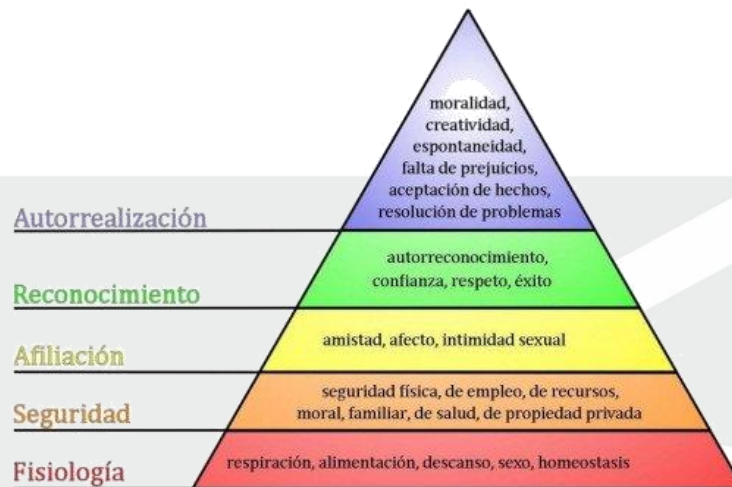 moralidad,
creatividad,
espontaneidad,
falta de prejuicios,
aceptación de hechos,
resolución de problemas
Autorrealización
autorreconocimiento,
confianza, respeto, éxito
Reconocimiento
amistad, afecto, intimidad sexual
Afiliación
seguridad física, de empleo, de recursos,
moral, familiar, de salud, de propiedad privada
Seguridad
respiración, alimentación, descanso, sexo, homeostasis
Fisiología